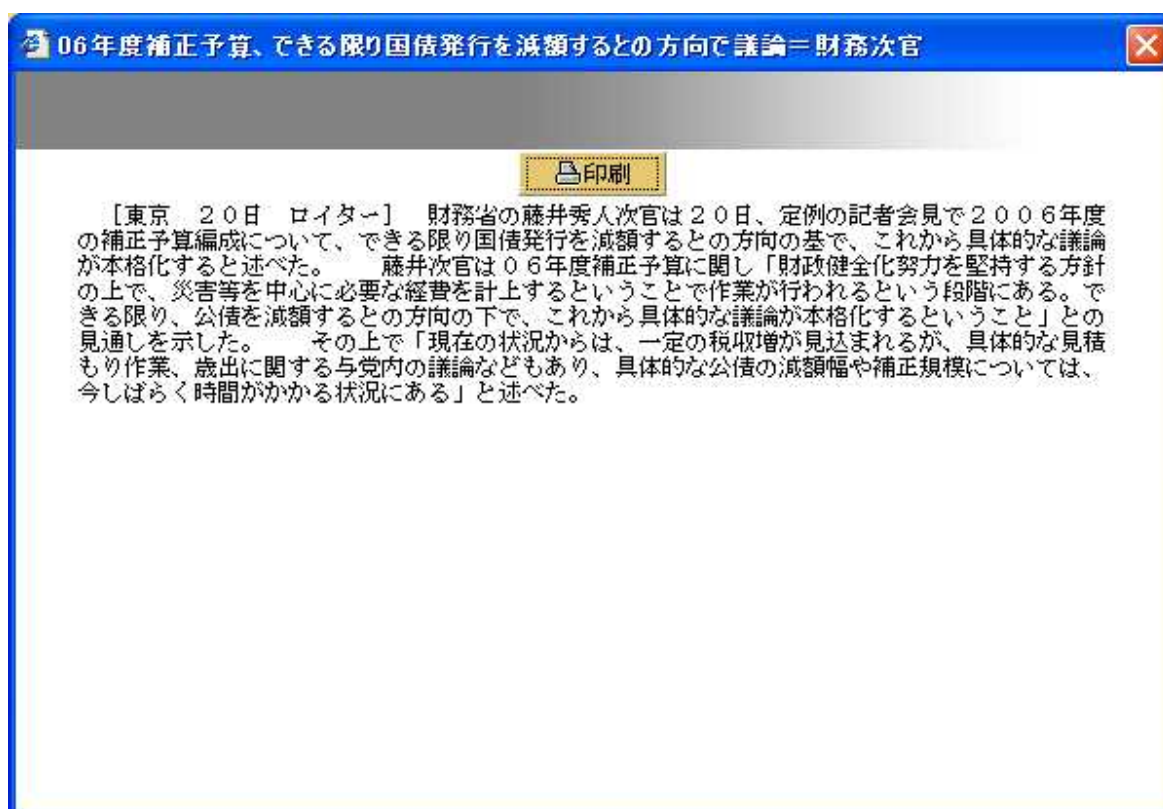 06年度補正予算、できる限り国債発行を減額するとの方向で議論＝財務次官
印刷
［東京　２０日　ロイター］　財務省の藤井秀人次官は２０日、定例の記者会見で２００６年度
の補正予算編成について、できる限り国債発行を減額するとの方向の基で、これから具体的な議論
が本格化すると述べた。　　藤井次官は０６年度補正予算に関し「財政健全化努力を堅持する方針
の上で、災害等を中心に必要な経費を計上するということで作業が行われるという段階にある。で
きる限り、公債を減額するとの方向の下で、これから具体的な議論が本格化するということ」との
見通しを示した。　　その上で「現在の状況からは、一定の税収増が見込まれるが、具体的な見積
もり作業、歳出に関する与党内の議論などもあり、具体的な公債の減額幅や補正規模については、
今しばらく時間がかかる状況にある」と述べた。